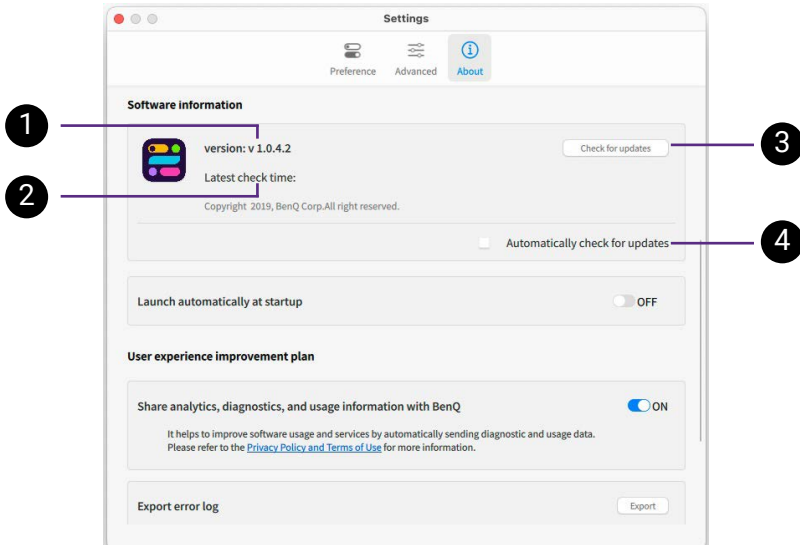 Settings
Preference Advanced About
Software information
1
version: v 1.0.4.2
Check for updates
3
Latest check time:
2
Copyright 2019, BenQ Corp.All right reserved.
Automatically check for updates
4
Launch automatically at startup
OFF
User experience improvement plan
Share analytics, diagnostics, and usage information with BenQ
ON
It helps to improve software usage and services by automatically sending diagnostic and usage data.
Please refer to the Privacy Policy and Terms of Use for more information.
Export error log
Export